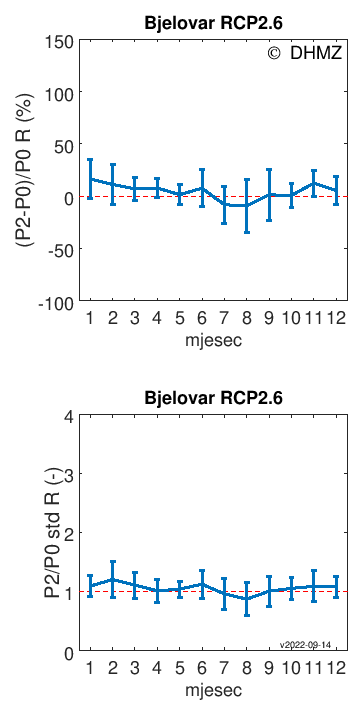 Bjelovar RCP2.6
© DHMZ
(P2-P0)/P0 R (%)
150
100
50
0
-50
-100
1 2 3 4 5 6 7 8 9 10 11 12
mjesec
Bjelovar RCP2.6
P2/P0 std R (-)
4
3
2
1
0
v2022-09-14
1 2 3 4 5 6 7 8 9 10 11 12
mjesec